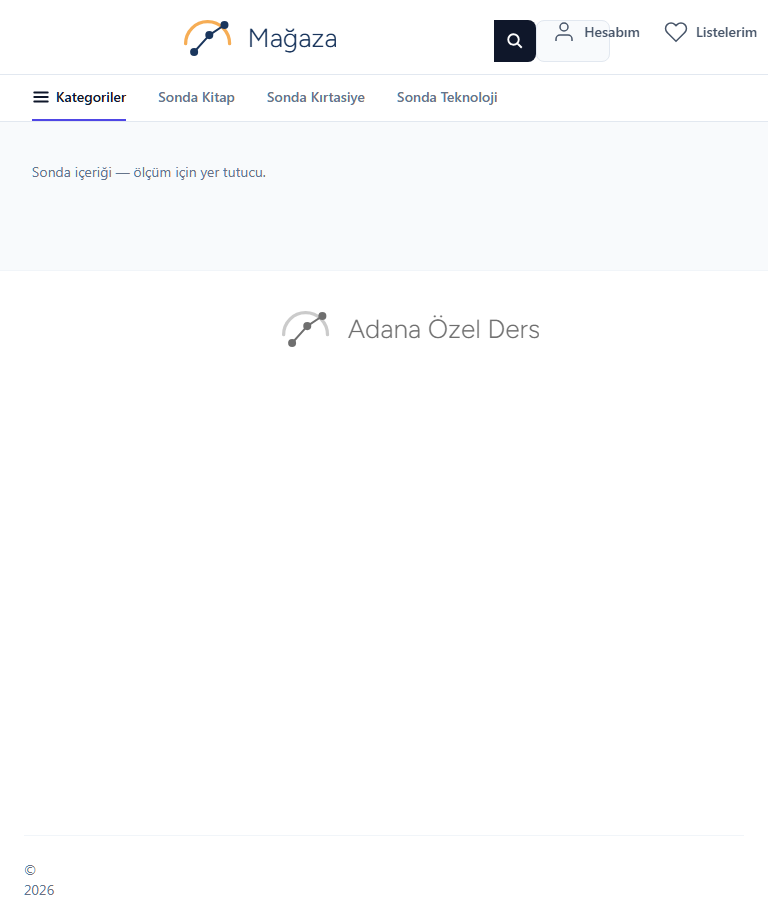 Mağaza
Hesabım
Listelerim
Kategoriler
Sonda Kitap
Sonda Kırtasiye
Sonda Teknoloji
Sonda içeriği — ölçüm için yer tutucu.
Adana Özel Ders
©
2026